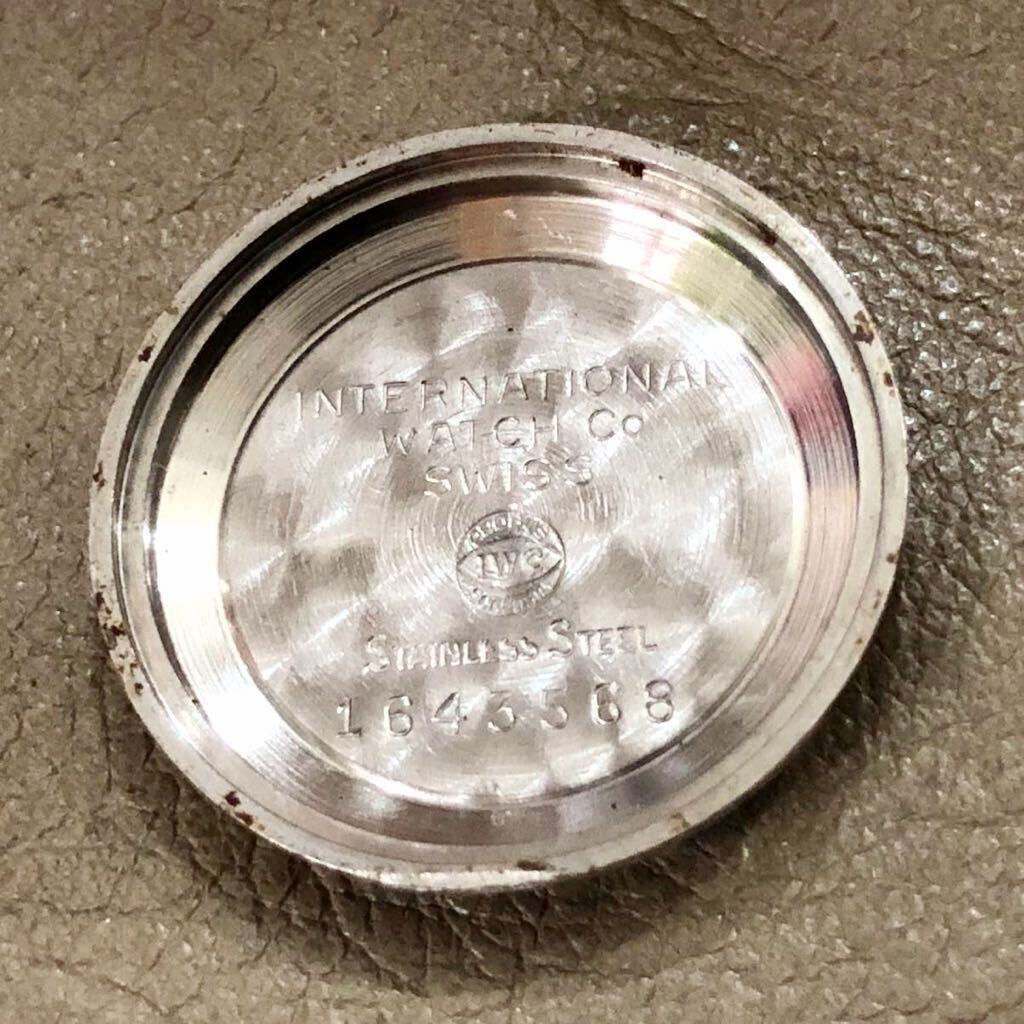 INTERNATIONAL
WATCH Co
SWISS
IWC
STAINLESS STEEL
1643568